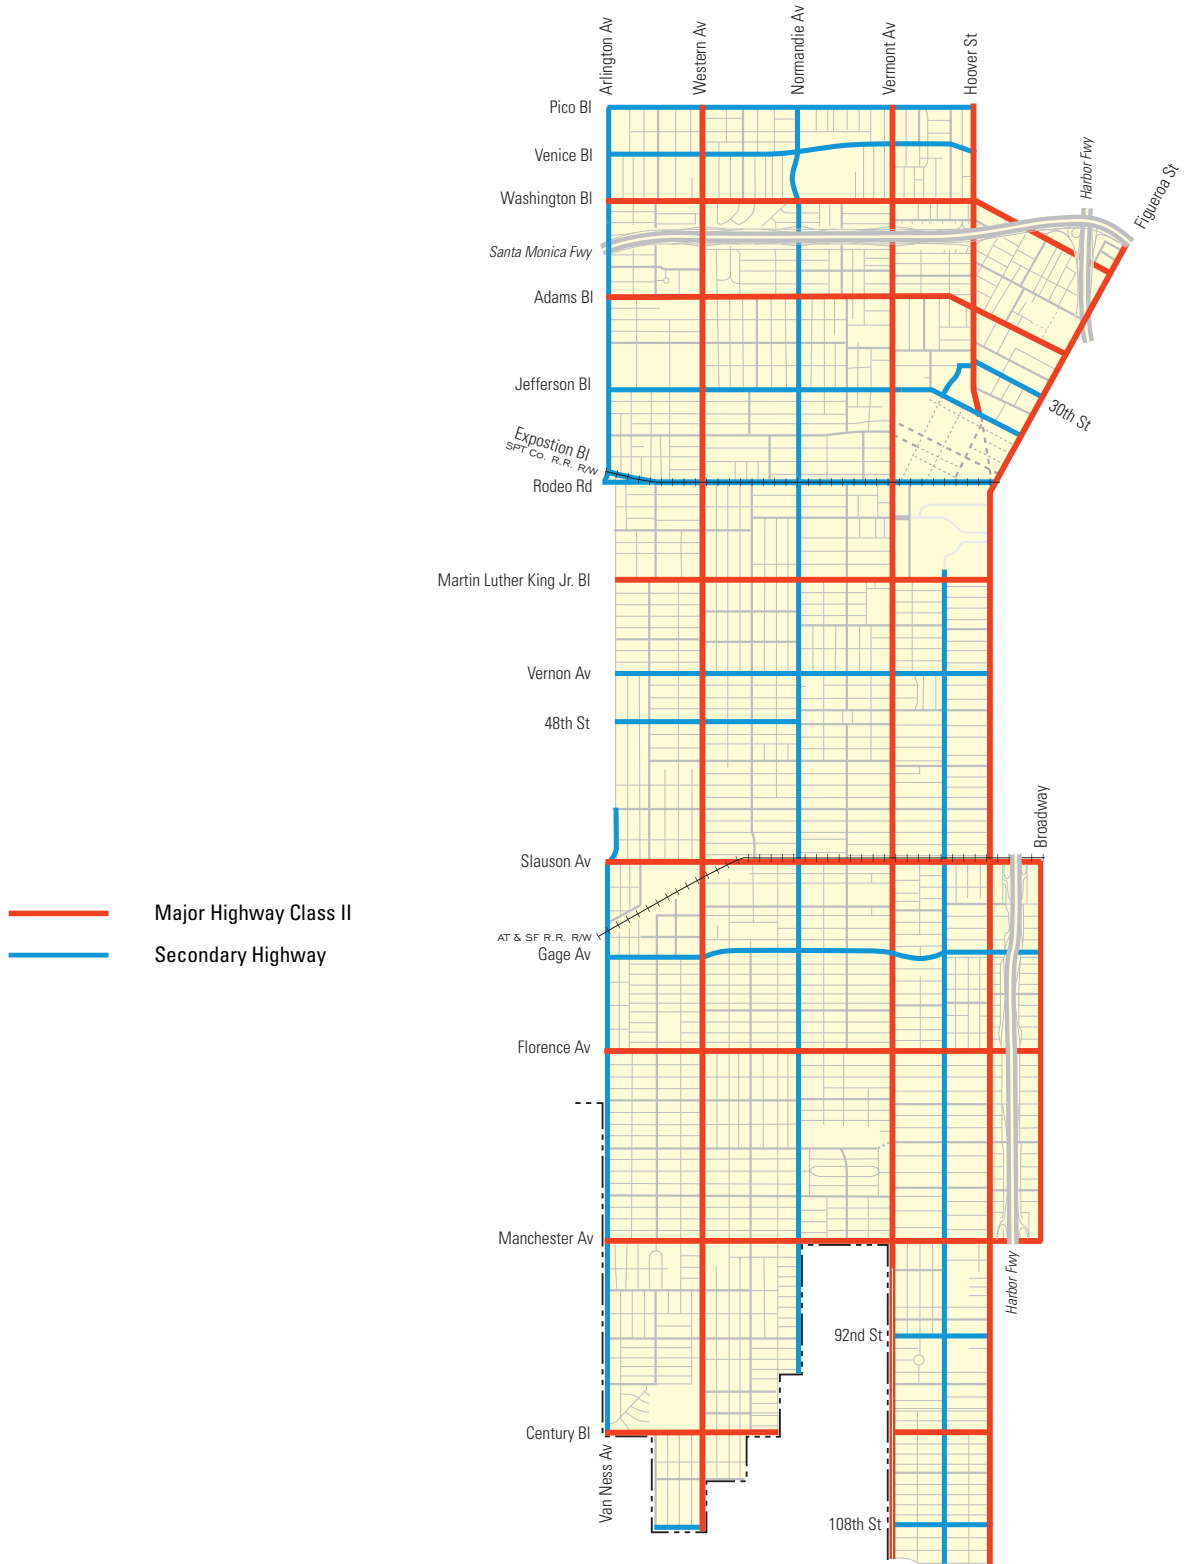 Arlington Av
Western Av
Normandie Av
Vermont Av
Hoover St
Pico Bl
Venice Bl
Harbor Fwy
Figueroa St
Washington Bl
Santa Monica Fwy
Adams Bl
Jefferson Bl
30th St
Expostion Bl
SPT Co. R.R. R/W
Rodeo Rd
Martin Luther King Jr. Bl
Vernon Av
48th St
Broadway
Slauson Av
Major Highway Class II
AT & SF R.R. R/W
Secondary Highway
Gage Av
Florence Av
Manchester Av
Harbor Fwy
92nd St
Century Bl
Van Ness Av
108th St